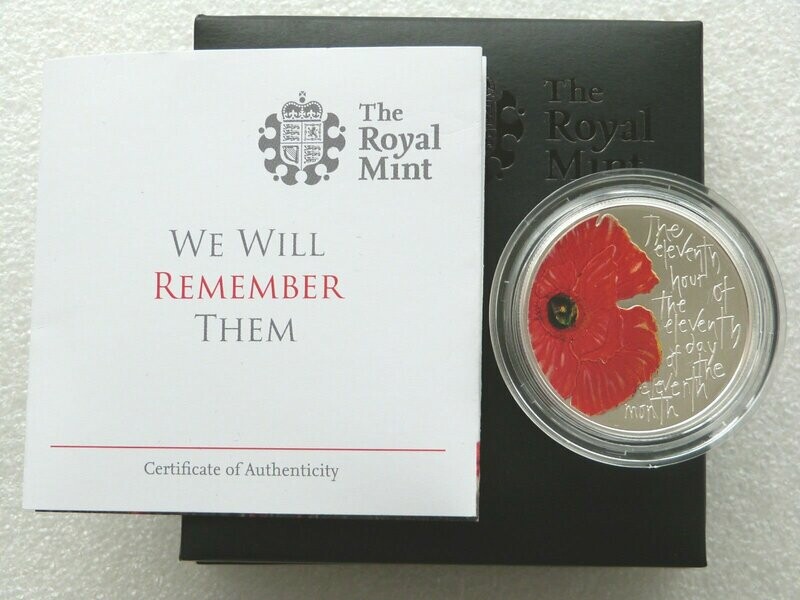 The
Royal
Mint
WE WILL
REMEMBER
THEM
Certificate of Authenticity
The
Royal
Mint
The
eleventh
hour of
the
eleventh
day
of the
eleventh
month